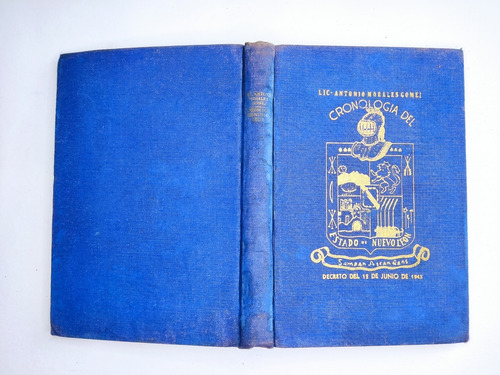 LIC. ANTONIO MORALES GOMEZ
CRONOLOGIA DEL
ESTADO DE NUEVO LEON
Semper Ascendens
DECRETO DEL 15 DE JUNIO DE 1943